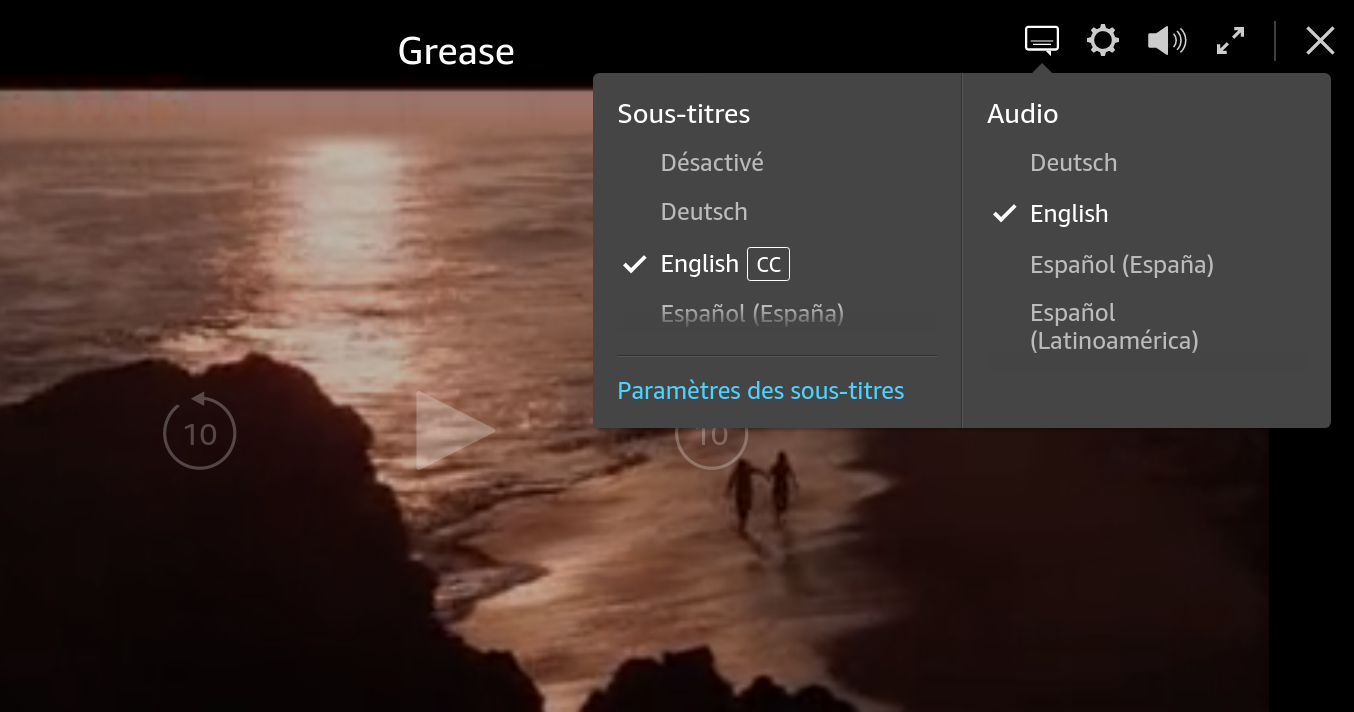 Grease
Sous-titres
Désactivé
Deutsch
English CC
Español (España)
Paramètres des sous-titres
Audio
Deutsch
English
Español (España)
Español
(Latinoamérica)
10
10